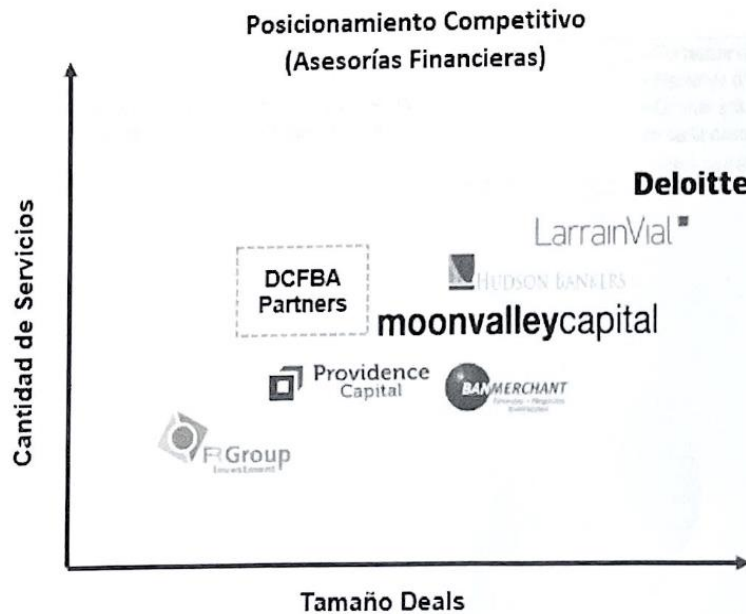 Posicionamiento Competitivo
(Asesorías Financieras)
Cantidad de Servicios
Deloitte
LarrainVial
HUDSON BANKERS
DCFBA
Partners
moonvalleycapital
Providence
Capital
BANMERCHANT
FRGroup
Investment
Tamaño Deals